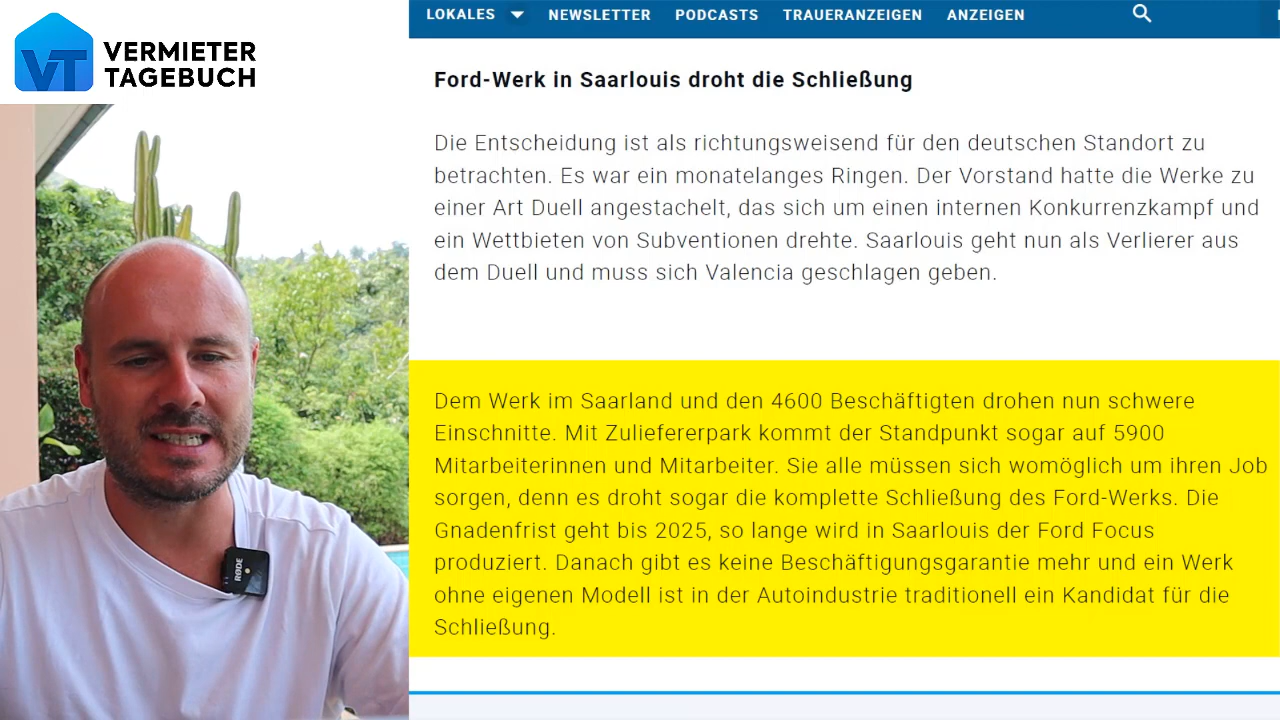 VT VERMIETER
TAGEBUCH
LOKALES NEWSLETTER PODCASTS TRAUERANZEIGEN ANZEIGEN
Ford-Werk in Saarlouis droht die Schließung
Die Entscheidung ist als richtungsweisend für den deutschen Standort zu
betrachten. Es war ein monatelanges Ringen. Der Vorstand hatte die Werke zu
einer Art Duell angestachelt, das sich um einen internen Konkurrenzkampf und
ein Wettbieten von Subventionen drehte. Saarlouis geht nun als Verlierer aus
dem Duell und muss sich Valencia geschlagen geben.
Dem Werk im Saarland und den 4600 Beschäftigten drohen nun schwere
Einschnitte. Mit Zuliefererpark kommt der Standpunkt sogar auf 5900
Mitarbeiterinnen und Mitarbeiter. Sie alle müssen sich womöglich um ihren Job
sorgen, denn es droht sogar die komplette Schließung des Ford-Werks. Die
Gnadenfrist geht bis 2025, so lange wird in Saarlouis der Ford Focus
produziert. Danach gibt es keine Beschäftigungsgarantie mehr und ein Werk
ohne eigenen Modell ist in der Autoindustrie traditionell ein Kandidat für die
Schließung.
RØDE